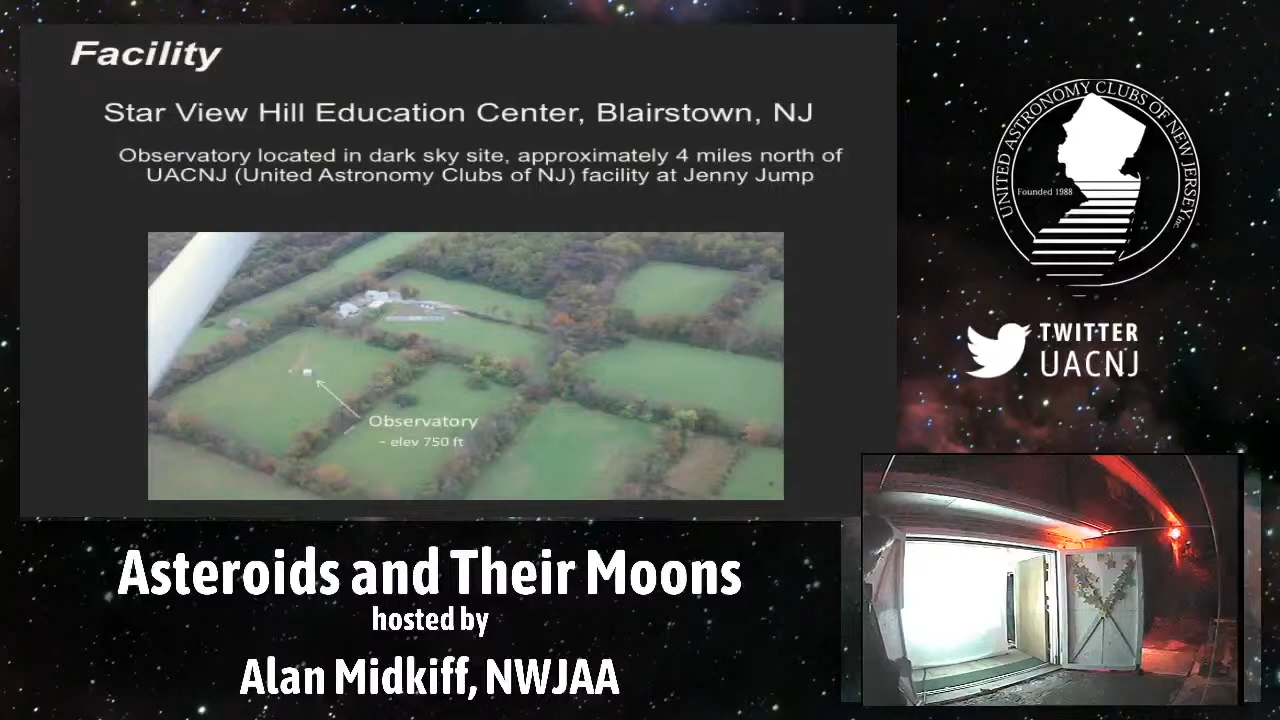 Facility
Star View Hill Education Center, Blairstown, NJ
Observatory located in dark sky site, approximately 4 miles north of
UACNJ (United Astronomy Clubs of NJ) facility at Jenny Jump
Observatory
~ elev 750 ft
UNITED ASTRONOMY CLUBS OF NEW JERSEY, Inc.
Founded 1988
TWITTER
UACNJ
Asteroids and Their Moons
hosted by
Alan Midkiff, NWJAA